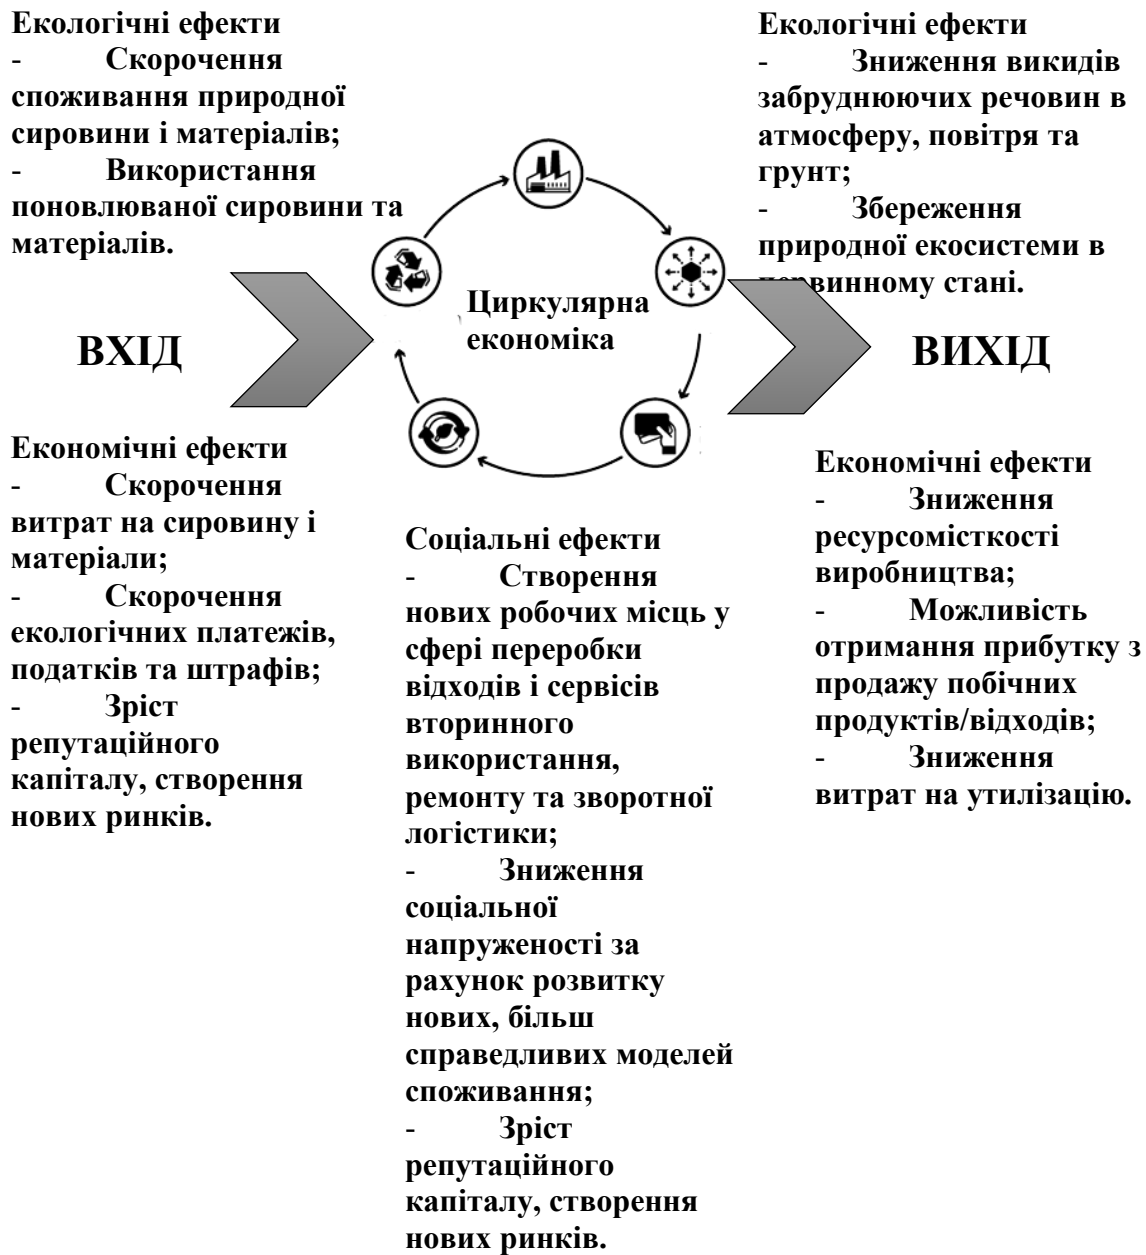 Екологічні ефекти
- Скорочення
споживання природної
сировини і матеріалів;
- Використання
поновлюваної сировини та
матеріалів.
ВХІД
Економічні ефекти
- Скорочення
витрат на сировину і
матеріали;
- Скорочення
екологічних платежів,
податків та штрафів;
- Зріст
репутаційного
капіталу, створення
нових ринків.
Циркулярна
економіка
Соціальні ефекти
- Створення
нових робочих місць у
сфері переробки
відходів і сервісів
вторинного
використання,
ремонту та зворотної
логістики;
- Зниження
соціальної
напруженості за
рахунок розвитку
нових, більш
справедливих моделей
споживання;
- Зріст
репутаційного
капіталу, створення
нових ринків.
Екологічні ефекти
- Зниження викидів
забруднюючих речовин в
атмосферу, повітря та
грунт;
- Збереження
природної екосистеми в
первинному стані.
ВИХІД
Економічні ефекти
- Зниження
ресурсомісткості
виробництва;
- Можливість
отримання прибутку з
продажу побічних
продуктів/відходів;
- Зниження
витрат на утилізацію.